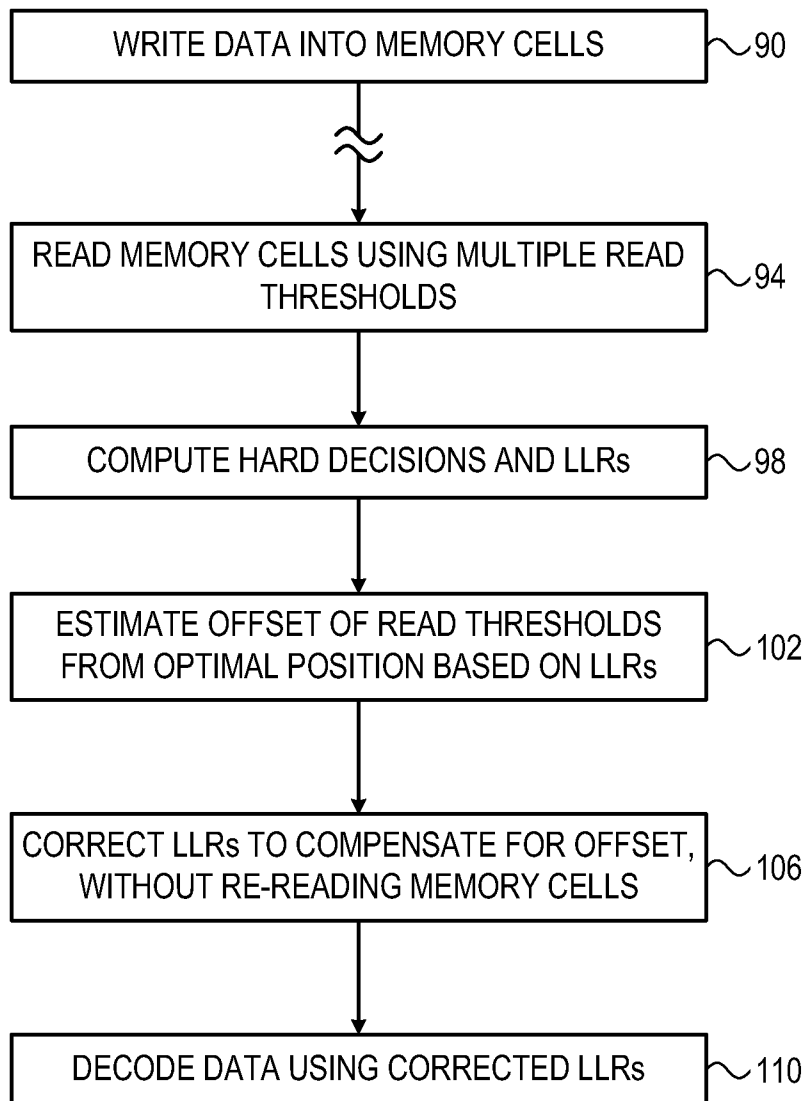 WRITE DATA INTO MEMORY CELLS 90
READ MEMORY CELLS USING MULTIPLE READ
THRESHOLDS
94
COMPUTE HARD DECISIONS AND LLRs 98
ESTIMATE OFFSET OF READ THRESHOLDS
FROM OPTIMAL POSITION BASED ON LLRs
102
CORRECT LLRs TO COMPENSATE FOR OFFSET,
WITHOUT RE-READING MEMORY CELLS
106
DECODE DATA USING CORRECTED LLRs 110